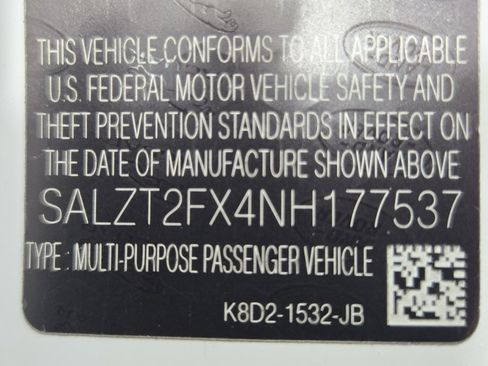 THIS VEHICLE CONFORMS TO ALL APPLICABLE
U.S. FEDERAL MOTOR VEHICLE SAFETY AND
THEFT PREVENTION STANDARDS IN EFFECT ON
THE DATE OF MANUFACTURE SHOWN ABOVE
SALZT2FX4NH177537
TYPE : MULTI-PURPOSE PASSENGER VEHICLE
K8D2-1532-JB